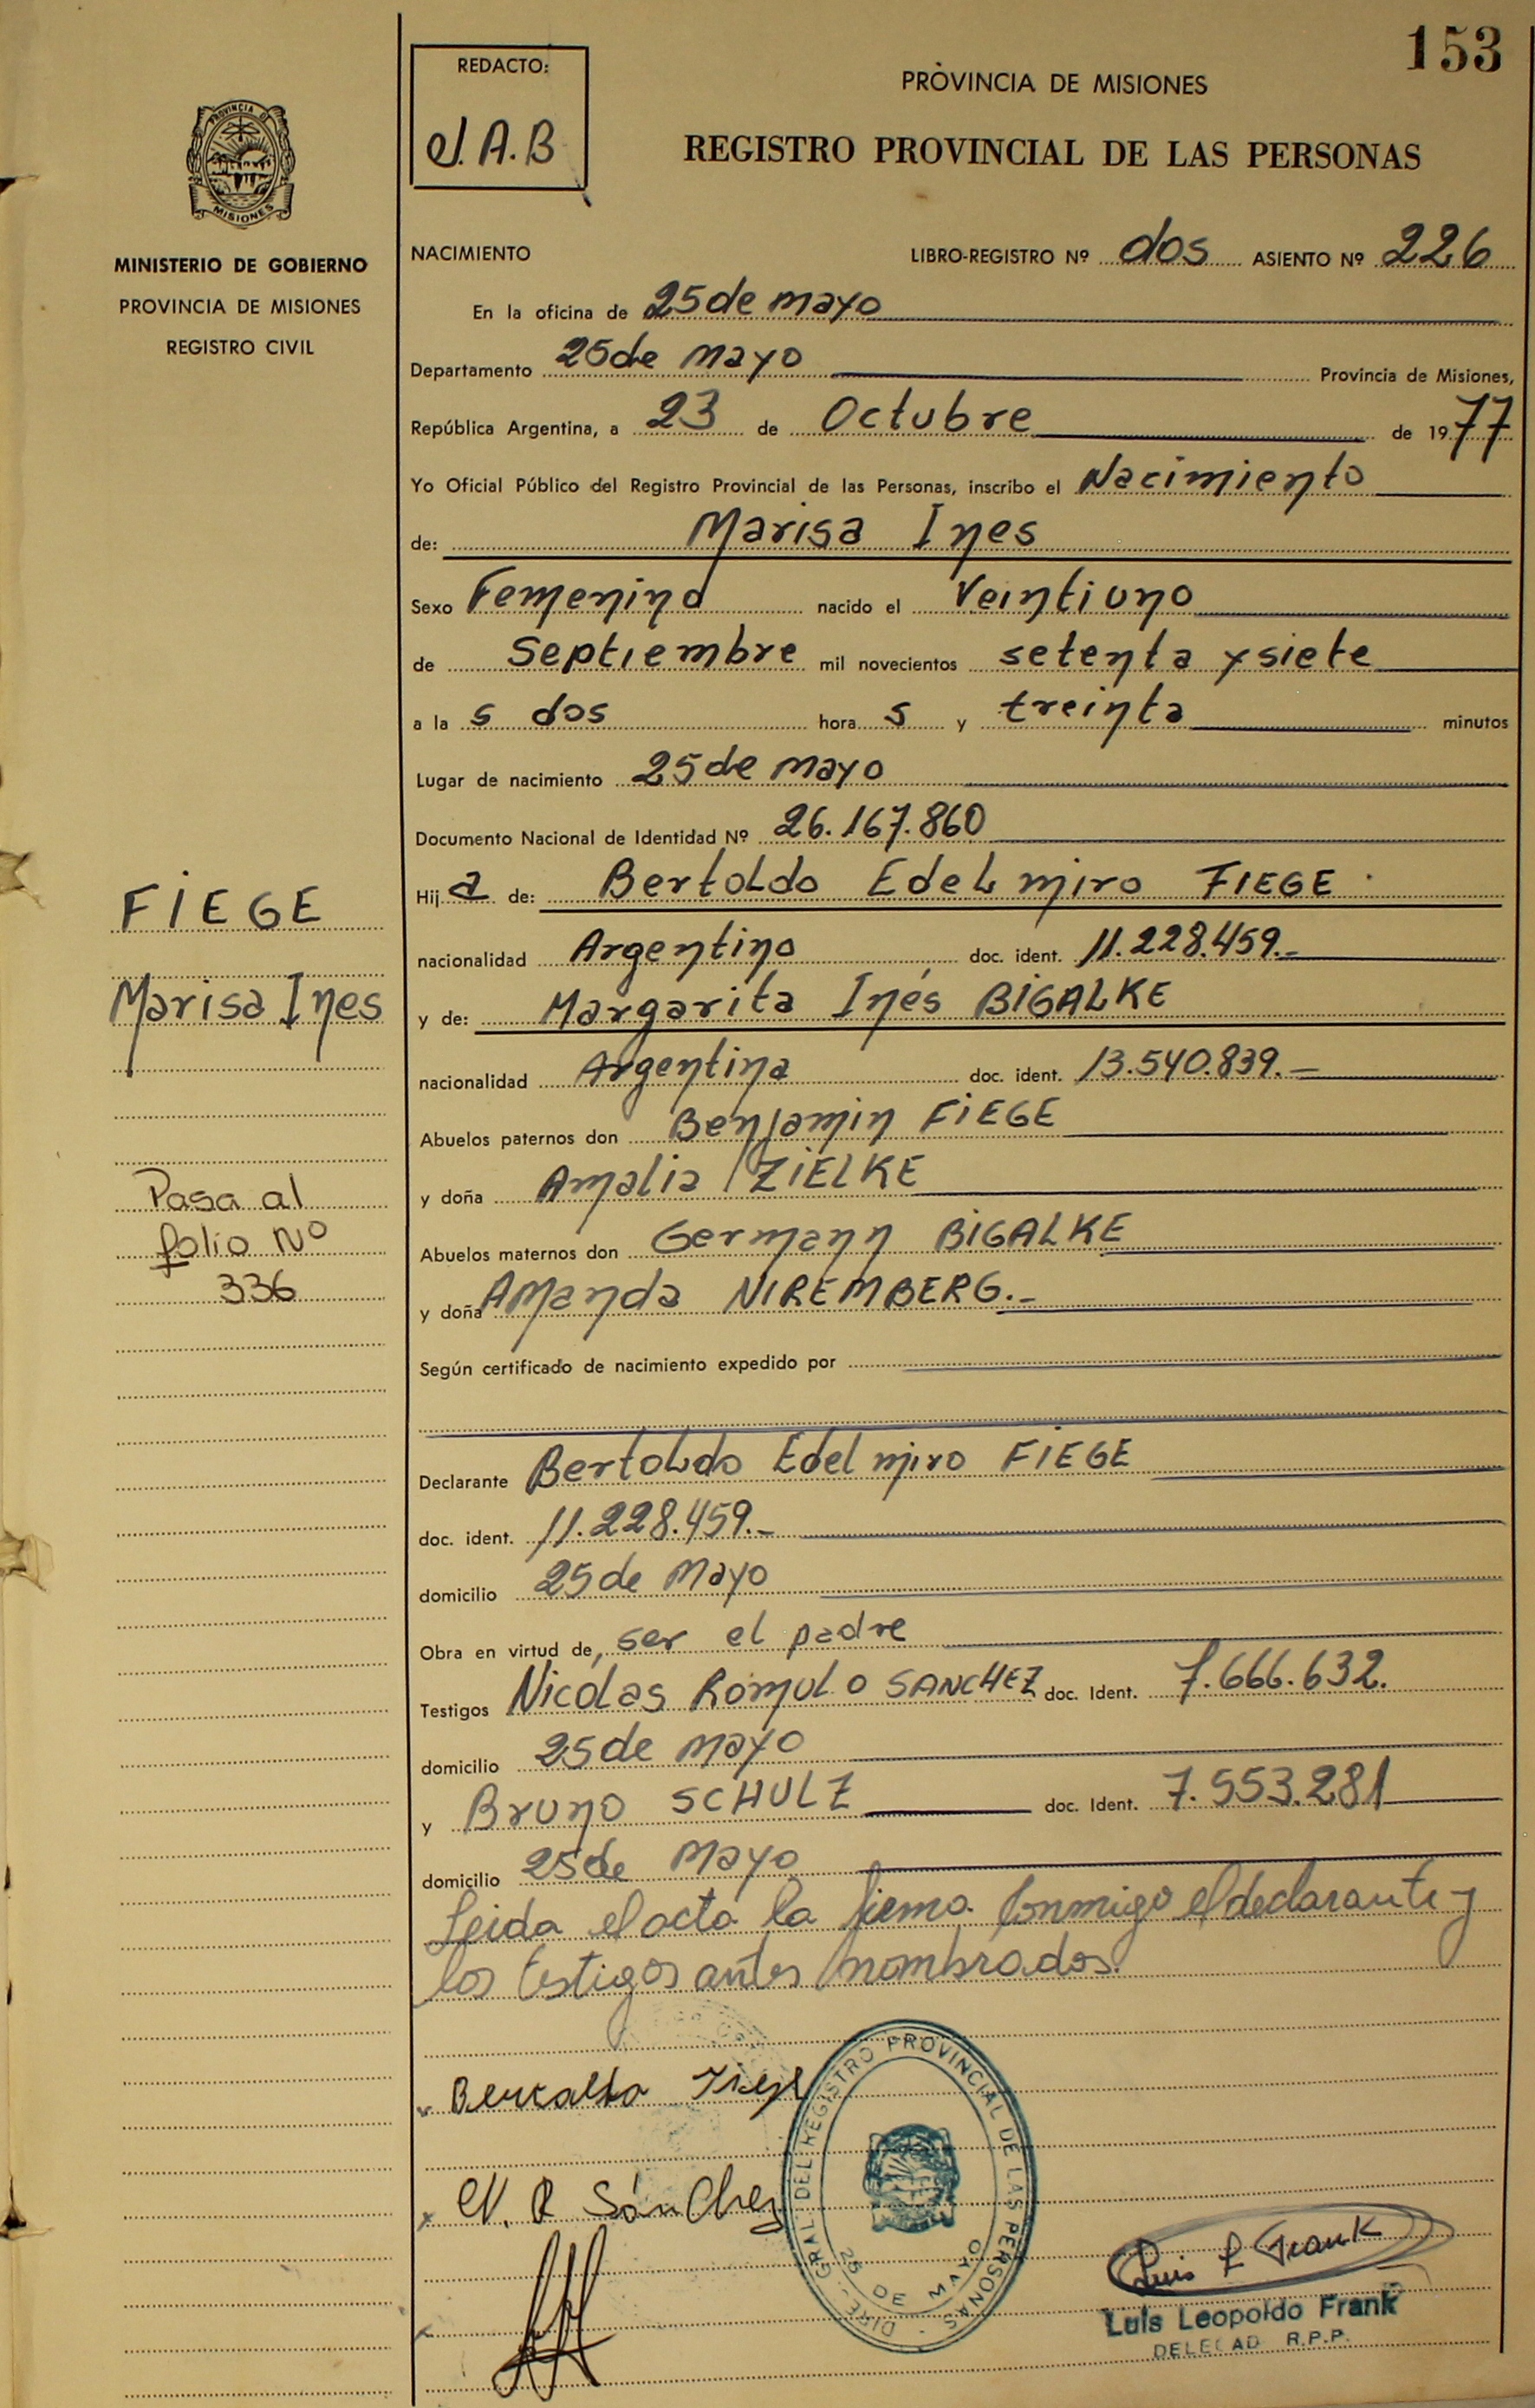 153
REDACTO:
J.A.B
PROVINCIA DE MISIONES
REGISTRO PROVINCIAL DE LAS PERSONAS
PROVINCIA DE
MISIONES
MINISTERIO DE GOBIERNO
PROVINCIA DE MISIONES
REGISTRO CIVIL
NACIMIENTO LIBRO-REGISTRO Nº dos ASIENTO Nº 226
En la oficina de 25 de mayo
Departamento 25 de mayo Provincia de Misiones,
República Argentina, a 23 de Octubre de 1977
Yo Oficial Público del Registro Provincial de las Personas, inscribo el Nacimiento
de: Marisa Ines
Sexo Femenino nacido el Veintiuno
de Septiembre mil novecientos setenta y siete
a la s dos hora s y treinta minutos
Lugar de nacimiento 25 de mayo
Documento Nacional de Identidad Nº 26.167.860
Hij a de: Bertoldo Edelmiro FIEGE
nacionalidad Argentino doc. ident. 11.228.459.-
y de: Margarita Inés BIGALKE
nacionalidad Argentina doc. ident. 13.540.839.-
Abuelos paternos don Benjamin FIEGE
y doña Amalia ZIELKE
Abuelos maternos don Germann BIGALKE
y doña Amanda NIREMBERG.-
Según certificado de nacimiento expedido por
Declarante Bertoldo Edelmiro FIEGE
doc. ident. 11.228.459.-
domicilio 25 de Mayo
Obra en virtud de, ser el padre
Testigos Nicolas Romulo SANCHEZ doc. Ident. 7.666.632.
domicilio 25 de mayo
y Bruno SCHULZ doc. Ident. 7.553.281
domicilio 25 de Mayo
Leida el acta la firma conmigo el declarante y
los testigos antes nombrados.
FIEGE
Marisa Ines
Pasa al
folio Nº
336
N. R Sánchez
DIRE. GRAL. DEL REGISTRO PROVINCIAL DE LAS PERSONAS
25 DE MAYO
Luis L Frank
Luis Leopoldo Frank
DELEGAD R.P.P.